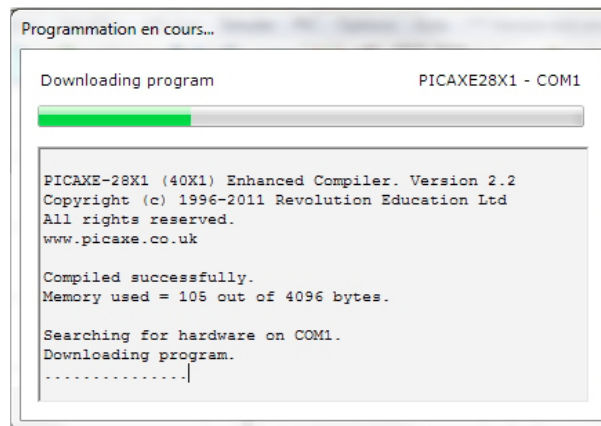 Programmation en cours...
Downloading program PICAXE28X1 - COM1
PICAXE-28X1 (40X1) Enhanced Compiler. Version 2.2
Copyright (c) 1996-2011 Revolution Education Ltd
All rights reserved.
www.picaxe.co.uk
Compiled successfully.
Memory used = 105 out of 4096 bytes.
Searching for hardware on COM1.
Downloading program.
...............